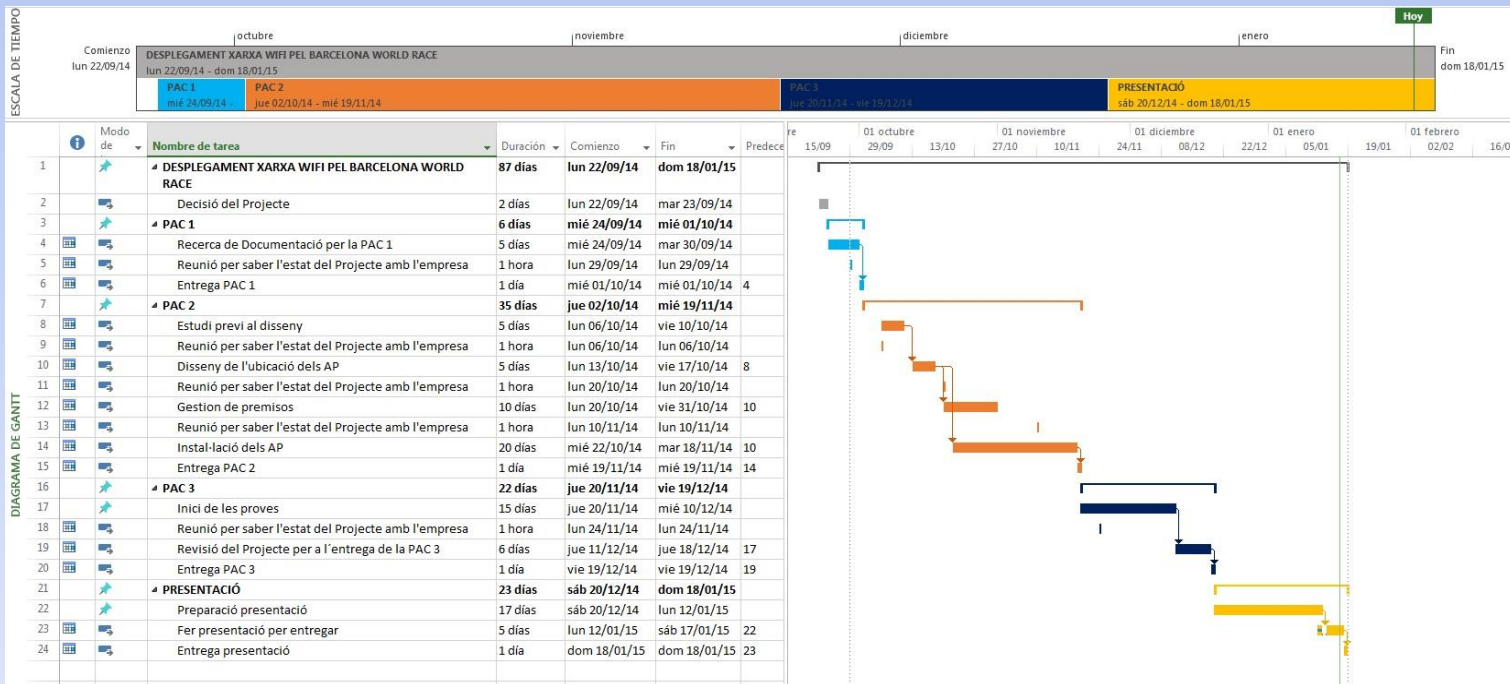 ESCALA DE TIEMPO
Hoy
octubre noviembre diciembre enero
Comienzo
lun 22/09/14
DESPLEGAMENT XARXA WIFI PEL BARCELONA WORLD RACE
lun 22/09/14 - dom 18/01/15
Fin
dom 18/01/15
PAC 1
mié 24/09/14 -
PAC 2
jue 02/10/14 - mié 19/11/14
PAC 3
jue 20/11/14 - vie 19/12/14
PRESENTACIÓ
sáb 20/12/14 - dom 18/01/15
DIAGRAMA DE GANTT
Modo de Nombre de tarea Duración Comienzo Fin Predece
re 01 octubre 01 noviembre 01 diciembre 01 enero 01 febrero
15/09 29/09 13/10 27/10 10/11 24/11 08/12 22/12 05/01 19/01 02/02 16/0
1 DESPLEGAMENT XARXA WIFI PEL BARCELONA WORLD RACE 87 días lun 22/09/14 dom 18/01/15
2 Decisió del Projecte 2 días lun 22/09/14 mar 23/09/14
3 PAC 1 6 días mié 24/09/14 mié 01/10/14
4 Recerca de Documentació per la PAC 1 5 días mié 24/09/14 mar 30/09/14
5 Reunió per saber l'estat del Projecte amb l'empresa 1 hora lun 29/09/14 lun 29/09/14
6 Entrega PAC 1 1 día mié 01/10/14 mié 01/10/14 4
7 PAC 2 35 días jue 02/10/14 mié 19/11/14
8 Estudi previ al disseny 5 días lun 06/10/14 vie 10/10/14
9 Reunió per saber l'estat del Projecte amb l'empresa 1 hora lun 06/10/14 lun 06/10/14
10 Disseny de l'ubicació dels AP 5 días lun 13/10/14 vie 17/10/14 8
11 Reunió per saber l'estat del Projecte amb l'empresa 1 hora lun 20/10/14 lun 20/10/14
12 Gestion de premisos 10 días lun 20/10/14 vie 31/10/14 10
13 Reunió per saber l'estat del Projecte amb l'empresa 1 hora lun 10/11/14 lun 10/11/14
14 Instal·lació dels AP 20 días mié 22/10/14 mar 18/11/14 10
15 Entrega PAC 2 1 día mié 19/11/14 mié 19/11/14 14
16 PAC 3 22 días jue 20/11/14 vie 19/12/14
17 Inici de les proves 15 días jue 20/11/14 mié 10/12/14
18 Reunió per saber l'estat del Projecte amb l'empresa 1 hora lun 24/11/14 lun 24/11/14
19 Revisió del Projecte per a l´entrega de la PAC 3 6 días jue 11/12/14 jue 18/12/14 17
20 Entrega PAC 3 1 día vie 19/12/14 vie 19/12/14 19
21 PRESENTACIÓ 23 días sáb 20/12/14 dom 18/01/15
22 Preparació presentació 17 días sáb 20/12/14 lun 12/01/15
23 Fer presentació per entregar 5 días lun 12/01/15 sáb 17/01/15 22
24 Entrega presentació 1 día dom 18/01/15 dom 18/01/15 23